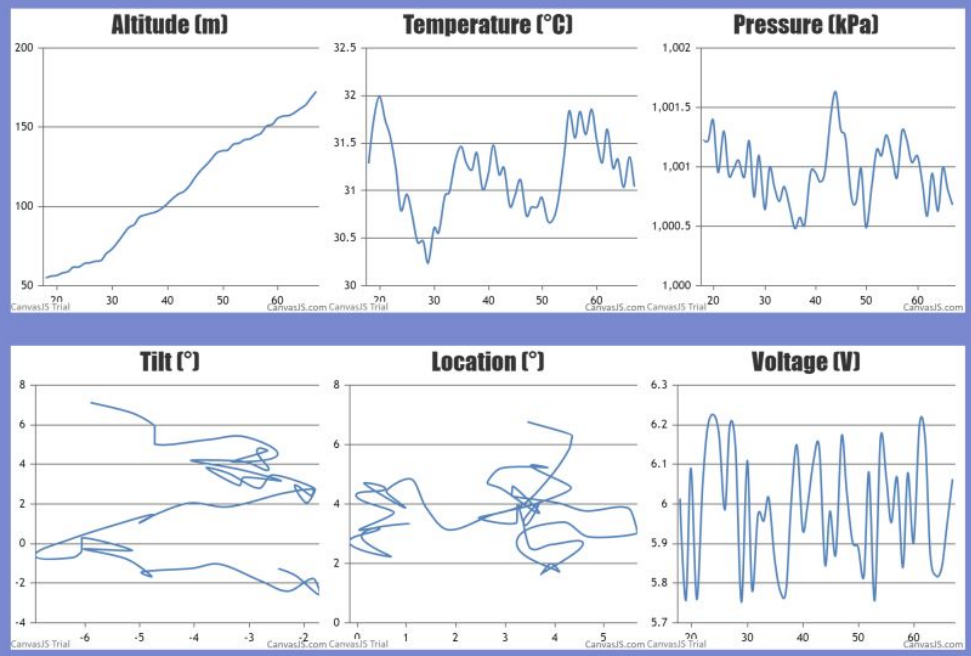 Altitude (m)
200
150
100
50
20 30 40 50 60
CanvasJS Trial
CanvasJS.com
Temperature (°C)
32.5
32
31.5
31
30.5
30
20 30 40 50 60
CanvasJS Trial
CanvasJS.com
Pressure (kPa)
1,002
1,001.5
1,001
1,000.5
1,000
20 30 40 50 60
CanvasJS Trial
CanvasJS.com
Tilt (°)
8
6
4
2
0
-2
-4
-6 -5 -4 -3 -2
CanvasJS Trial
CanvasJS.com
Location (°)
8
6
4
2
0
0 1 2 3 4 5
CanvasJS Trial
CanvasJS.com
Voltage (V)
6.3
6.2
6.1
6
5.9
5.8
5.7
20 30 40 50 60
CanvasJS Trial
CanvasJS.com